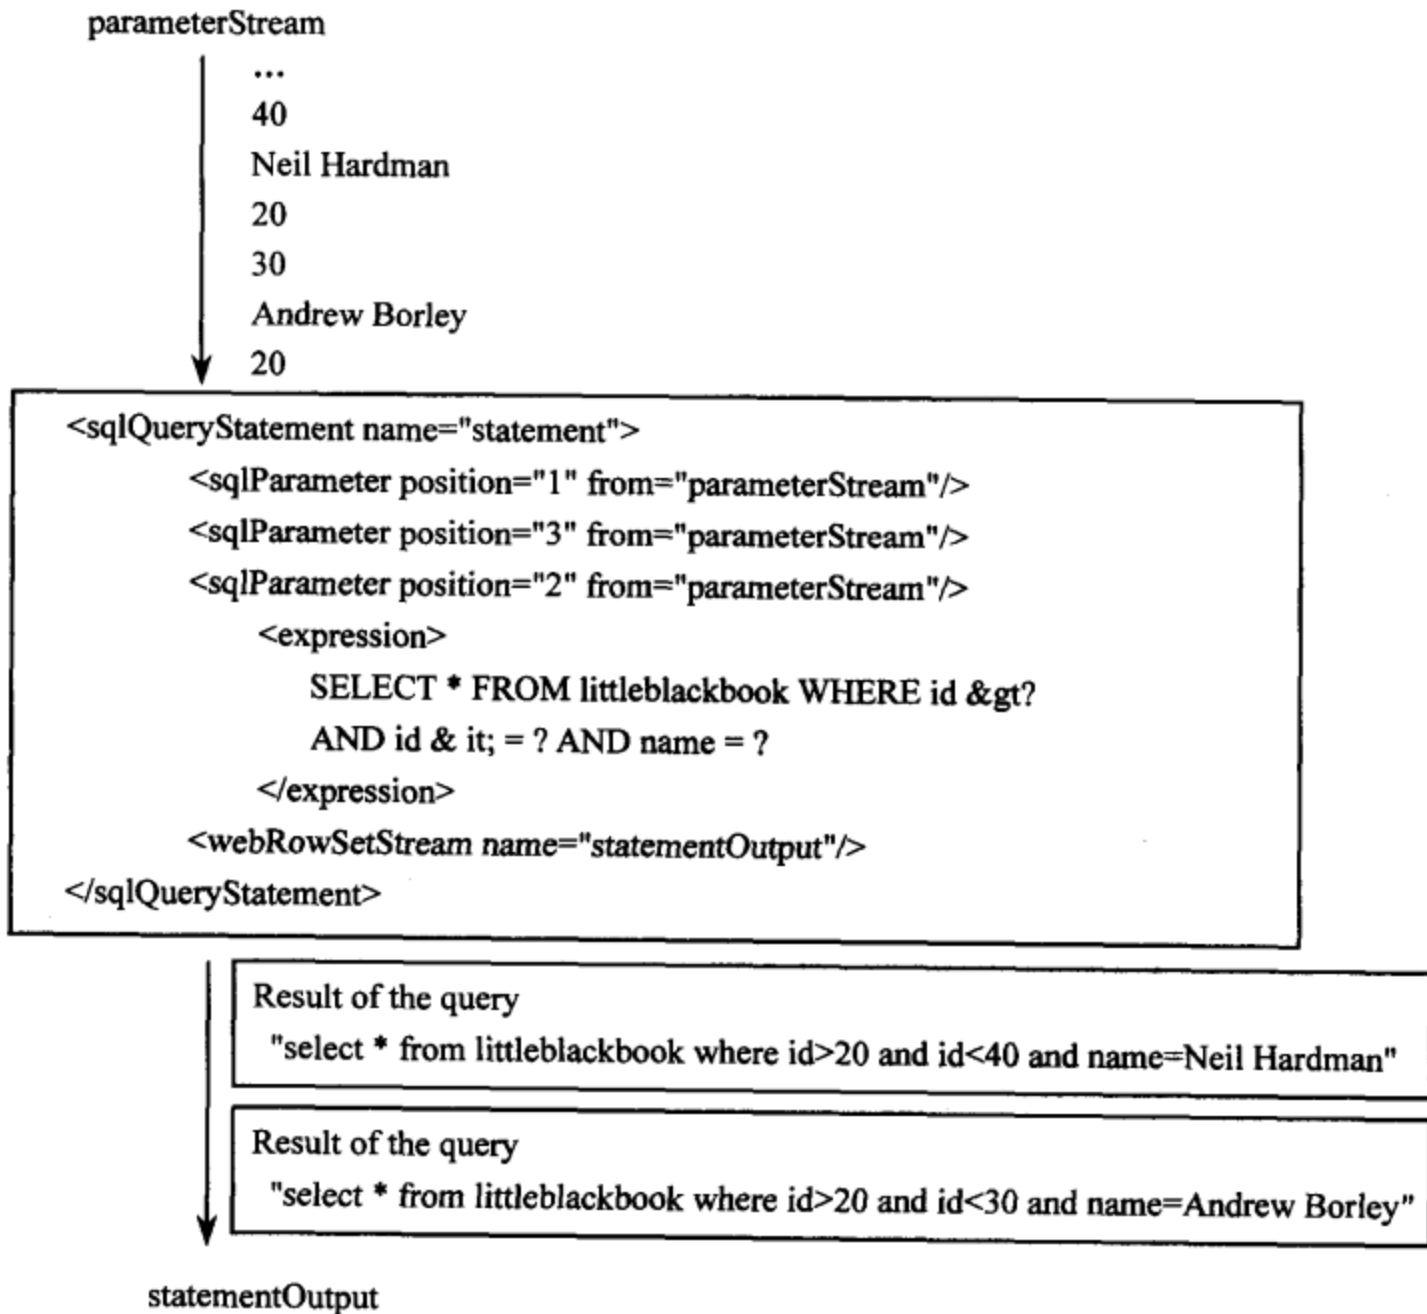 parameterStream
...
40
Neil Hardman
20
30
Andrew Borley
20
<sqlQueryStatement name="statement">
<sqlParameter position="1" from="parameterStream"/>
<sqlParameter position="3" from="parameterStream"/>
<sqlParameter position="2" from="parameterStream"/>
<expression>
SELECT * FROM littleblackbook WHERE id &gt?
AND id & it; = ? AND name = ?
</expression>
<webRowSetStream name="statementOutput"/>
</sqlQueryStatement>
Result of the query
"select * from littleblackbook where id>20 and id<40 and name=Neil Hardman"
Result of the query
"select * from littleblackbook where id>20 and id<30 and name=Andrew Borley"
statementOutput